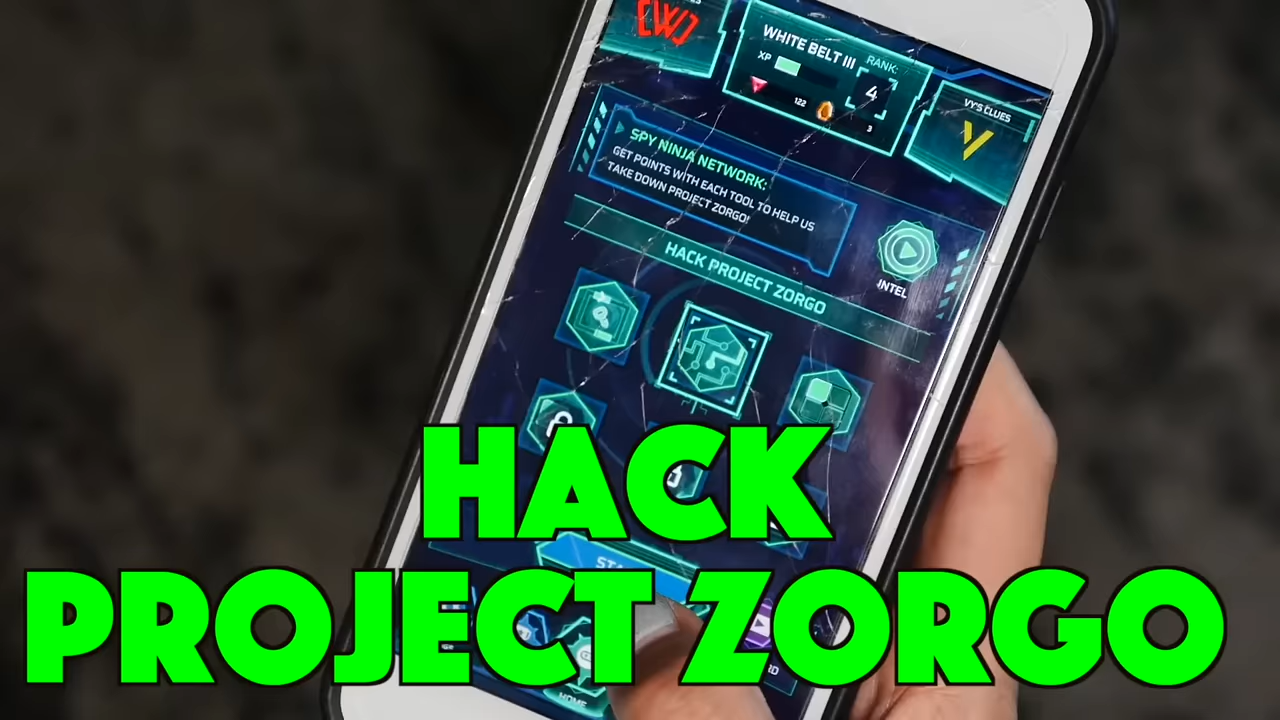 WHITE BELT III
RANK:
XP
4
122
3
VY'S CLUES
SPY NINJA NETWORK:
GET POINTS WITH EACH TOOL TO HELP US
TAKE DOWN PROJECT ZORGO!
INTEL
HACK PROJECT ZORGO
HACK
PROJECT ZORGO
HOME